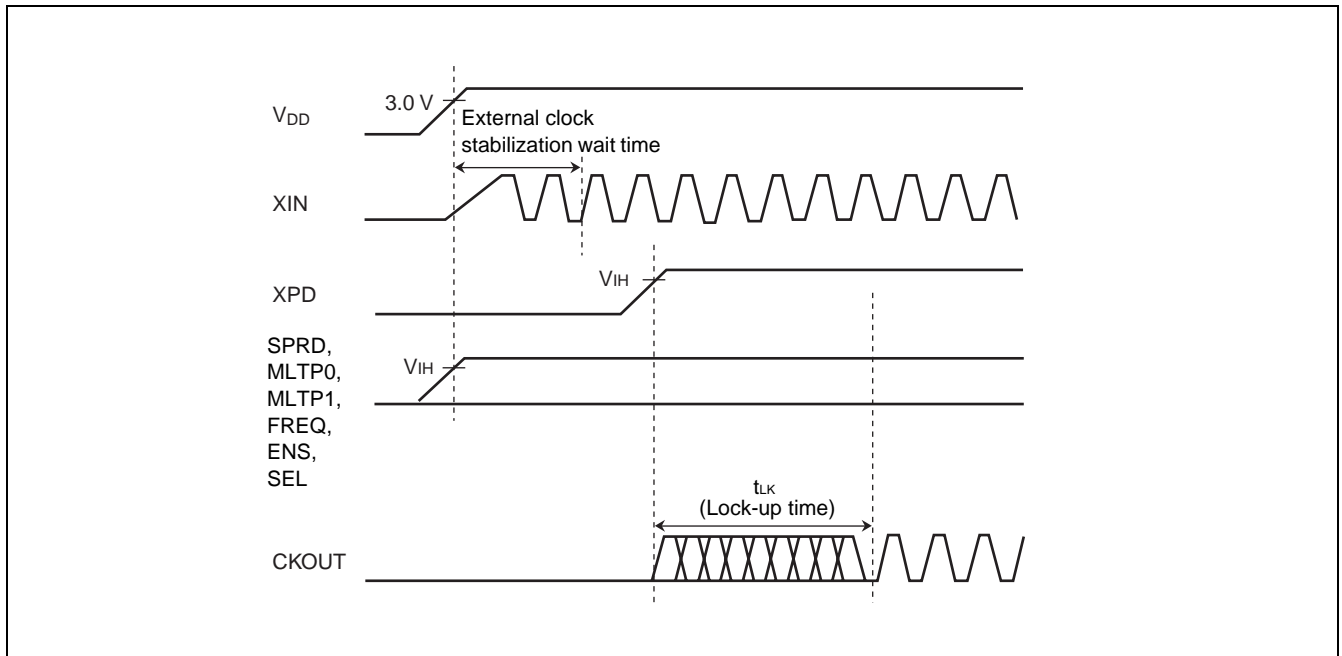 VDD
3.0 V
External clock
stabilization wait time
XIN
XPD
VIH
SPRD,
MLTP0,
MLTP1,
FREQ,
ENS,
SEL
VIH
tLK
(Lock-up time)
CKOUT